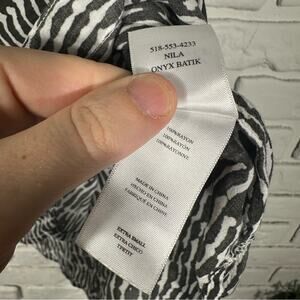 518-553-4233
NILA
ONYX BATIK
MADE IN CHINA
HECHO EN CHINA
FABRIQUE EN CHINE
EXTRA SMALL
EXTRA CHICO
TPETIT